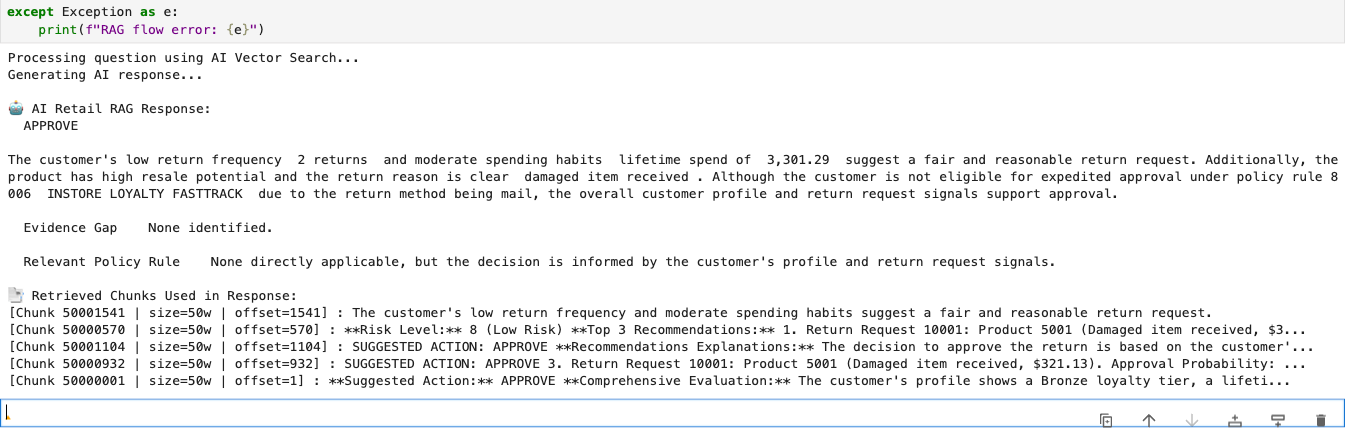 except Exception as e:
    print(f"RAG flow error: {e}")
Processing question using AI Vector Search...
Generating AI response...
🤖 AI Retail RAG Response:
  APPROVE
The customer's low return frequency  2 returns  and moderate spending habits  lifetime spend of  3,301.29  suggest a fair and reasonable return request. Additionally, the
product has high resale potential and the return reason is clear  damaged item received . Although the customer is not eligible for expedited approval under policy rule 8
006  INSTORE LOYALTY FASTTRACK  due to the return method being mail, the overall customer profile and return request signals support approval.
  Evidence Gap    None identified.
  Relevant Policy Rule    None directly applicable, but the decision is informed by the customer's profile and return request signals.
📑 Retrieved Chunks Used in Response:
[Chunk 50001541 | size=50w | offset=1541] : The customer's low return frequency and moderate spending habits suggest a fair and reasonable return request.
[Chunk 50000570 | size=50w | offset=570] : **Risk Level:** 8 (Low Risk) **Top 3 Recommendations:** 1. Return Request 10001: Product 5001 (Damaged item received, $3...
[Chunk 50001104 | size=50w | offset=1104] : SUGGESTED ACTION: APPROVE **Recommendations Explanations:** The decision to approve the return is based on the customer'...
[Chunk 50000932 | size=50w | offset=932] : SUGGESTED ACTION: APPROVE 3. Return Request 10001: Product 5001 (Damaged item received, $321.13). Approval Probability: ...
[Chunk 50000001 | size=50w | offset=1] : **Suggested Action:** APPROVE **Comprehensive Evaluation:** The customer's profile shows a Bronze loyalty tier, a lifeti...